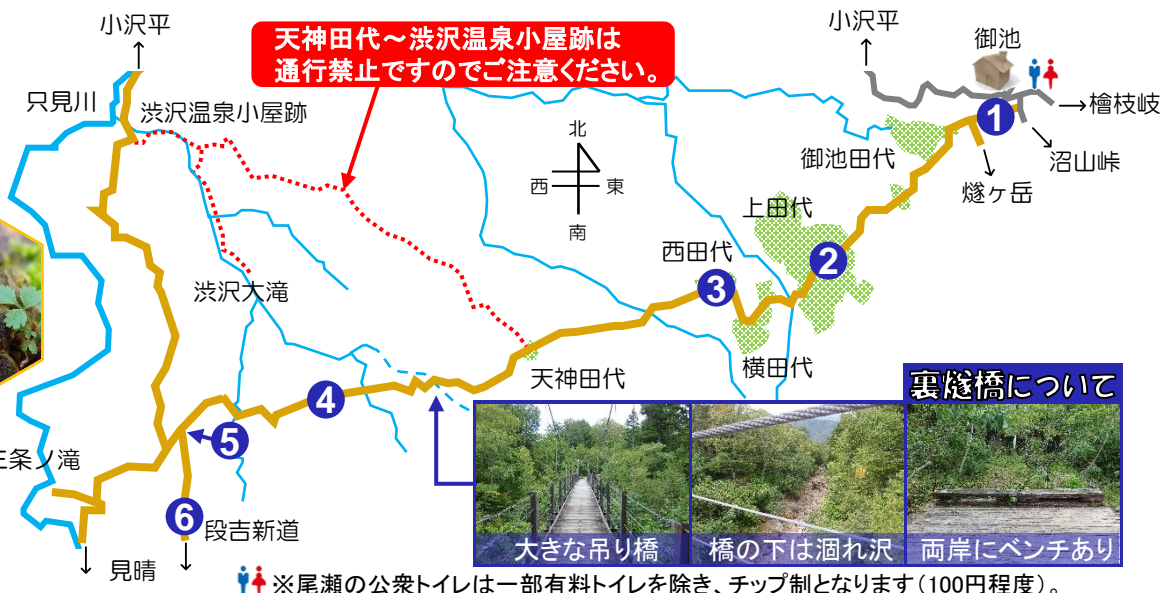 小沢平
天神田代～渋沢温泉小屋跡は
通行禁止ですのでご注意ください。
小沢平
御池
只見川
渋沢温泉小屋跡
檜枝岐
1
沼山峠
御池田代
燧ヶ岳
北
西
東
南
上田代
西田代
2
3
渋沢大滝
横田代
天神田代
4
5
三条ノ滝
6
段吉新道
見晴
裏燧橋について
大きな吊り橋
橋の下は涸れ沢
両岸にベンチあり
※尾瀬の公衆トイレは一部有料トイレを除き、チップ制となります（100円程度）。